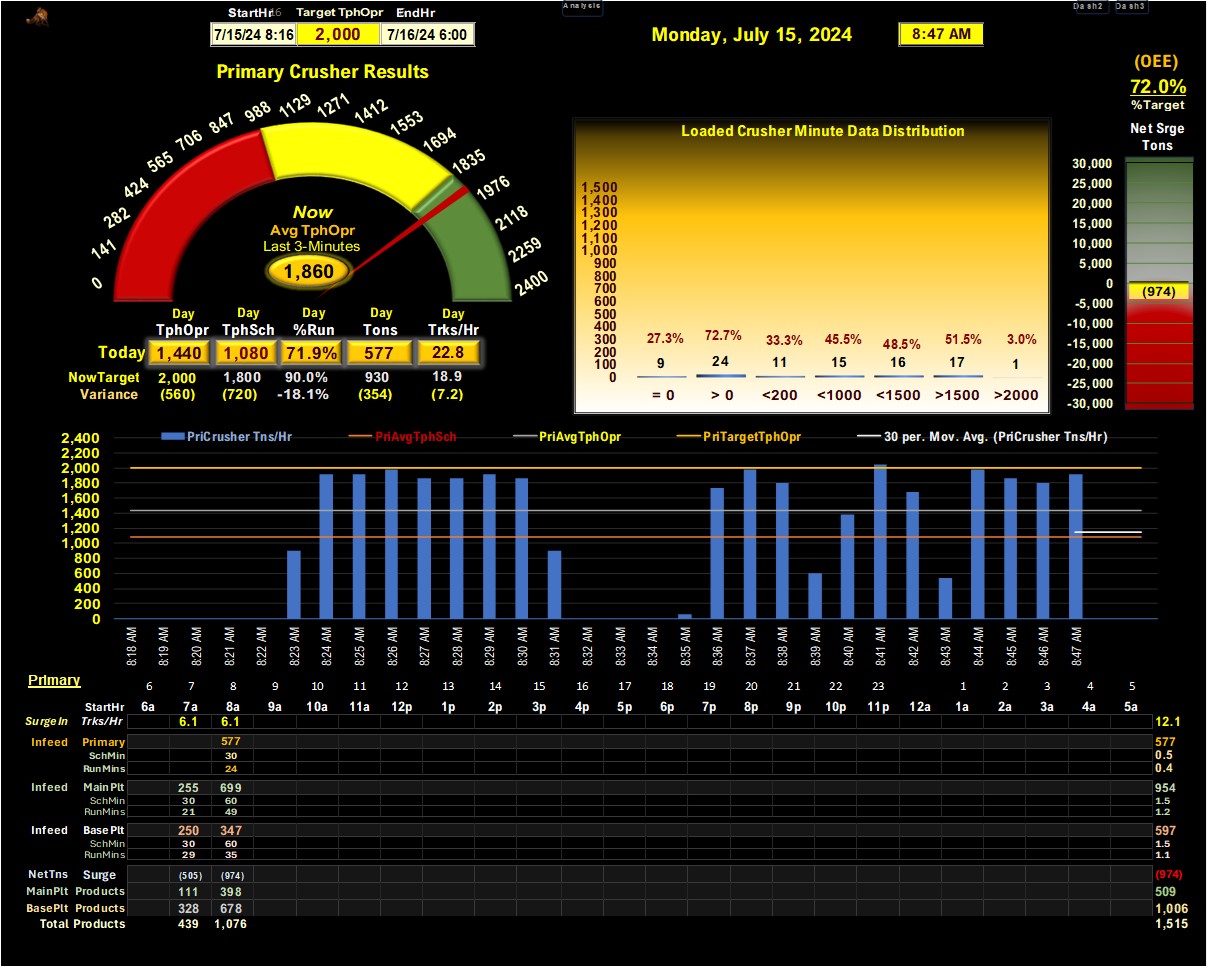 StartHr 16 Target TphOpr EndHr
7/15/24 8:16 2,000 7/16/24 6:00
Analysis
Monday, July 15, 2024
8:47 AM
Dash2 Dash3
(OEE)
72.0%
%Target
Primary Crusher Results
0 141 282 424 565 706 847 988 1129 1271 1412 1553 1694 1835 1976 2118 2259 2400
Now
Avg TphOpr
Last 3-Minutes
1,860
Day Day Day Day Day
TphOpr TphSch %Run Tons Trks/Hr
Today 1,440 1,080 71.9% 577 22.8
NowTarget 2,000 1,800 90.0% 930 18.9
Variance (560) (720) -18.1% (354) (7.2)
Loaded Crusher Minute Data Distribution
1,500
1,400
1,300
1,200
1,100
1,000
900
800
700
600
500
400
300
200
100
0
27.3% 72.7% 33.3% 45.5% 48.5% 51.5% 3.0%
9 24 11 15 16 17 1
= 0 > 0 <200 <1000 <1500 >1500 >2000
Net Srge
Tons
30,000
25,000
20,000
15,000
10,000
5,000
0
-5,000
-10,000
-15,000
-20,000
-25,000
-30,000
(974)
PriCrusher Tns/Hr PriAvgTphSch PriAvgTphOpr PriTargetTphOpr 30 per. Mov. Avg. (PriCrusher Tns/Hr)
2,400
2,200
2,000
1,800
1,600
1,400
1,200
1,000
800
600
400
200
0
8:18 AM 8:19 AM 8:20 AM 8:21 AM 8:22 AM 8:23 AM 8:24 AM 8:25 AM 8:26 AM 8:27 AM 8:28 AM 8:29 AM 8:30 AM 8:31 AM 8:32 AM 8:33 AM 8:34 AM 8:35 AM 8:36 AM 8:37 AM 8:38 AM 8:39 AM 8:40 AM 8:41 AM 8:42 AM 8:43 AM 8:44 AM 8:45 AM 8:46 AM 8:47 AM
Primary
6 7 8 9 10 11 12 13 14 15 16 17 18 19 20 21 22 23 1 2 3 4 5
StartHr 6a 7a 8a 9a 10a 11a 12p 1p 2p 3p 4p 5p 6p 7p 8p 9p 10p 11p 12a 1a 2a 3a 4a 5a
SurgeIn Trks/Hr 6.1 6.1 12.1
Infeed Primary 577 577
SchMin 30 0.5
RunMins 24 0.4
Infeed MainPlt 255 699 954
SchMin 30 60 1.5
RunMins 21 49 1.2
Infeed BasePlt 250 347 597
SchMin 30 60 1.5
RunMins 29 35 1.1
NetTns Surge (505) (974) (974)
MainPlt Products 111 398 509
BasePlt Products 328 678 1,006
Total Products 439 1,076 1,515